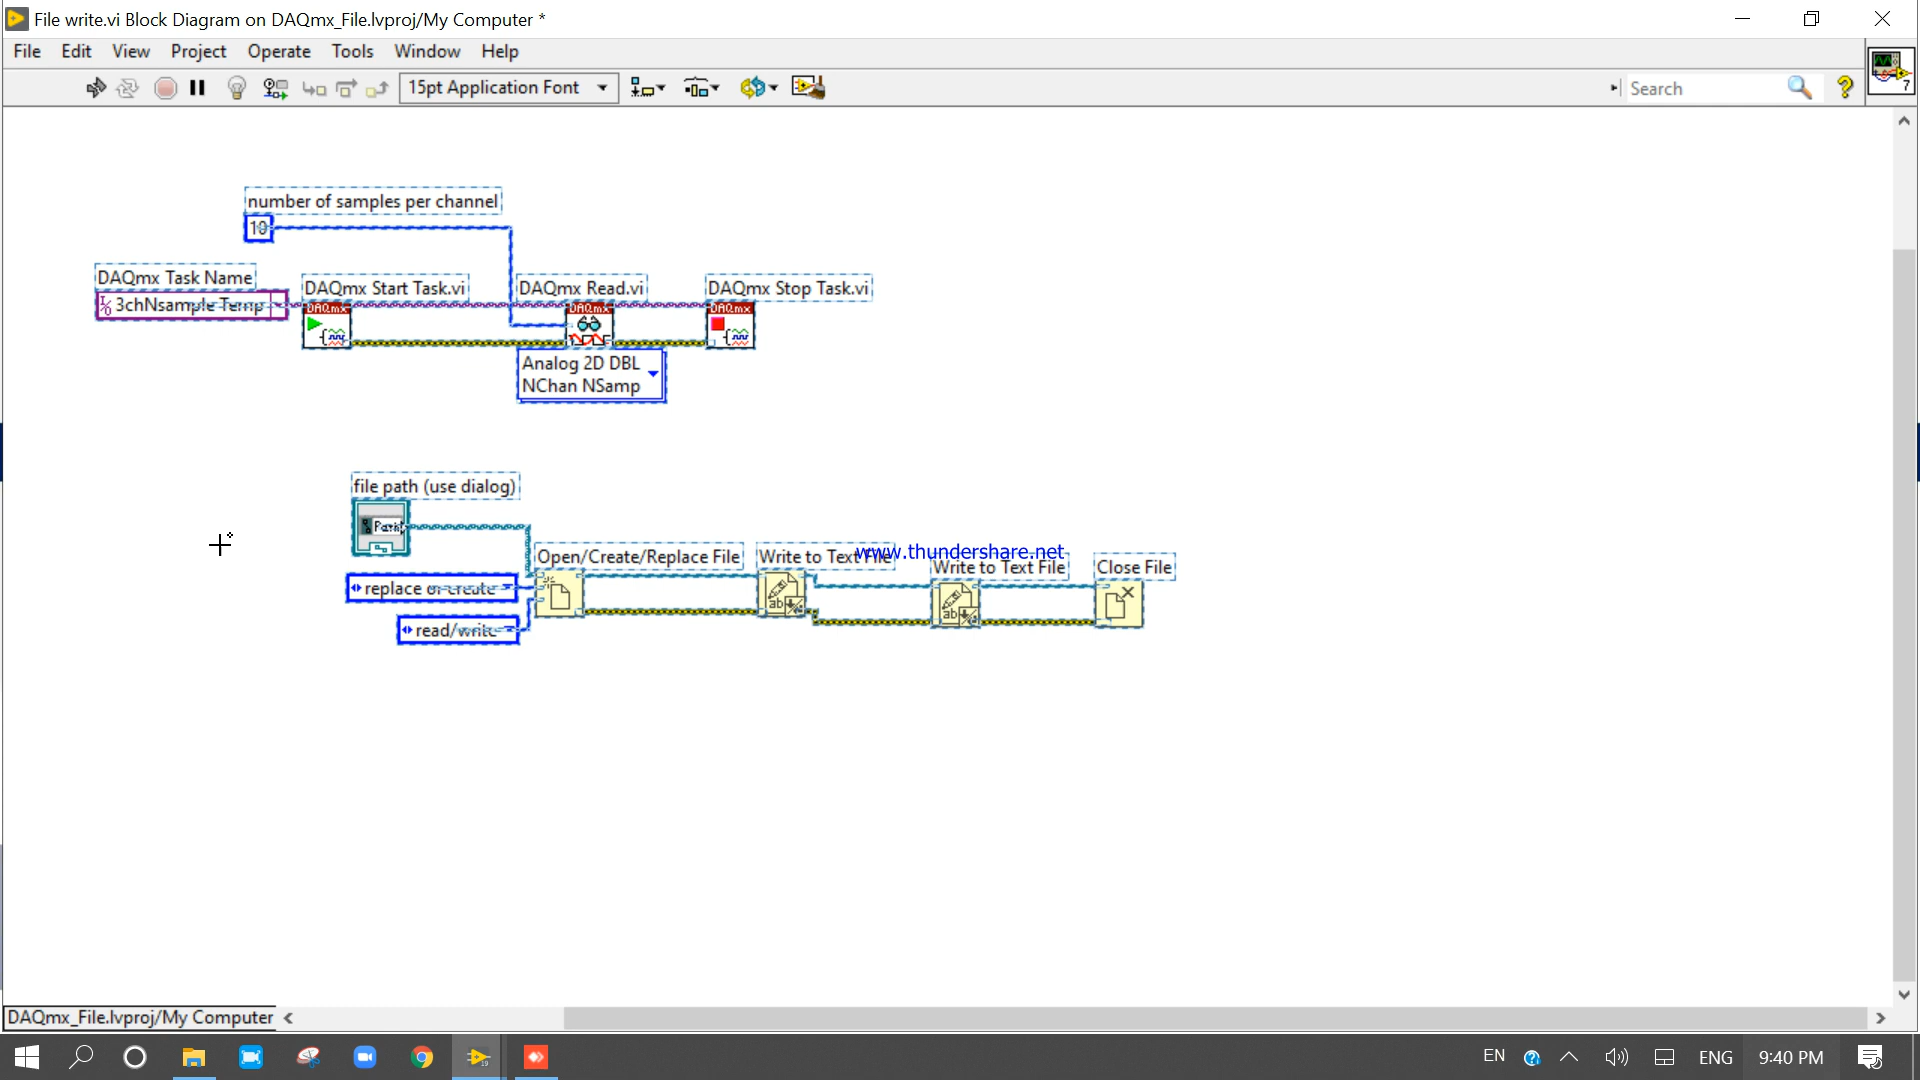 File write.vi Block Diagram on DAQmx_File.lvproj/My Computer *
File Edit View Project Operate Tools Window Help
15pt Application Font
Search
?
7
number of samples per channel
10
DAQmx Task Name
3chNsample Temp
DAQmx Start Task.vi
DAQmx Read.vi
DAQmx Stop Task.vi
DAQmx
DAQmx
DAQmx
Analog 2D DBL
NChan NSamp
file path (use dialog)
Path
Open/Create/Replace File
Write to Text File
www.thundershare.net
Write to Text File
Close File
replace or create
read/write
ab
ab
DAQmx_File.lvproj/My Computer
19
EN
ENG
9:40 PM